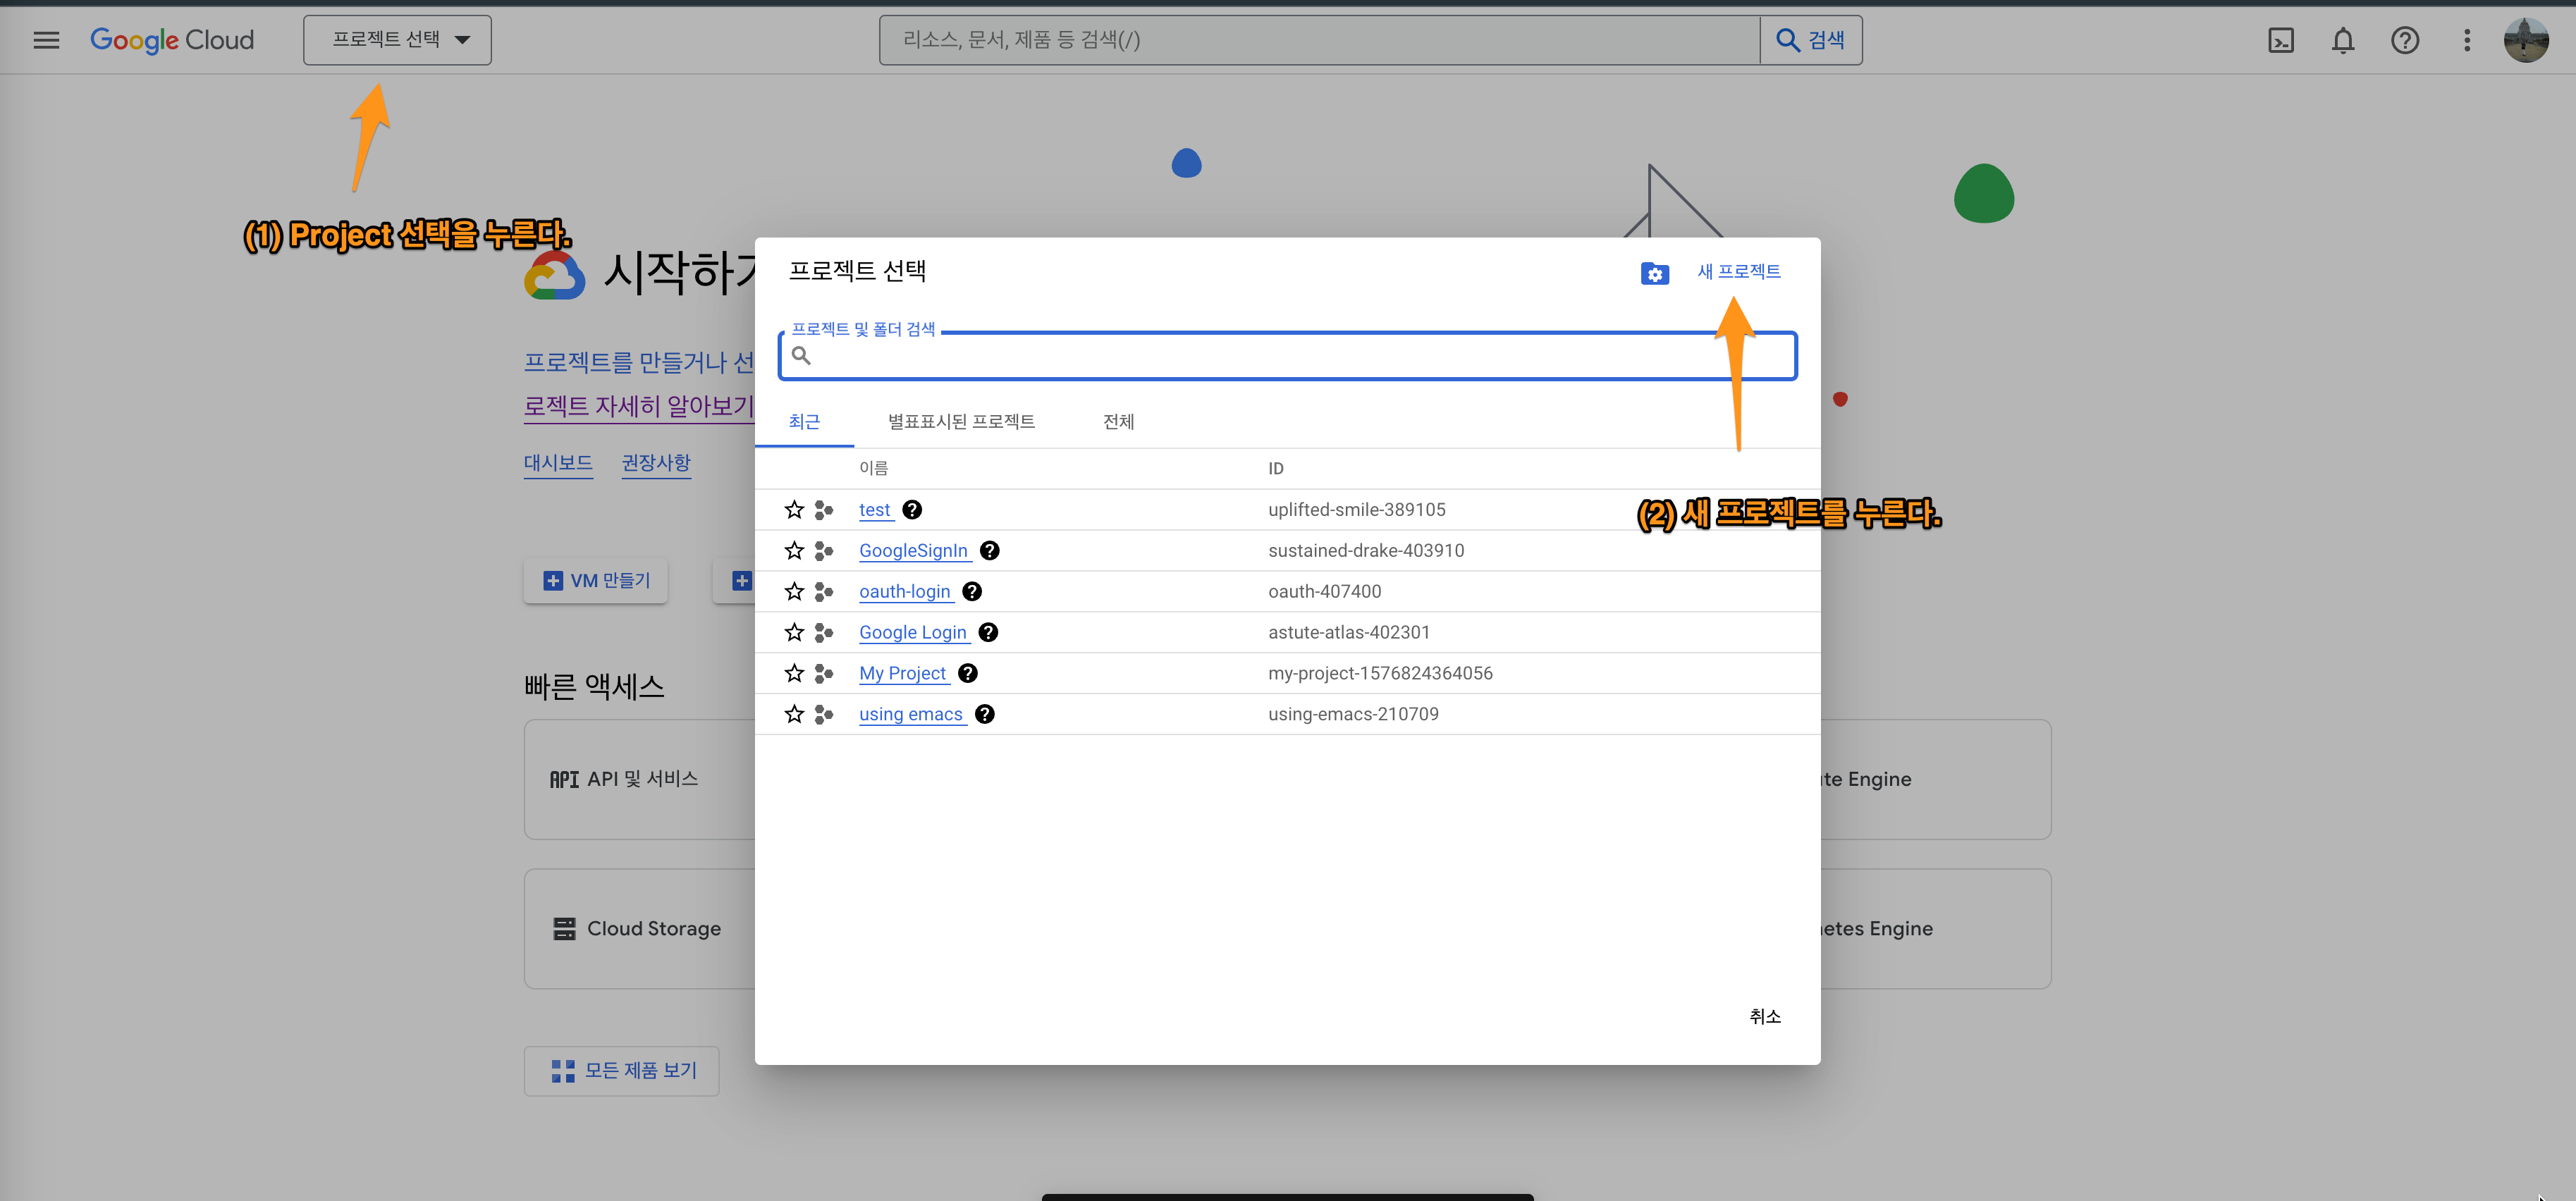 Google Cloud
프로젝트 선택
리소스, 문서, 제품 등 검색(/)
검색
(1) Project 선택을 누른다.
시작하기
프로젝트를 만들거나 선
로젝트 자세히 알아보기
대시보드 권장사항
VM 만들기
빠른 액세스
API API 및 서비스
Cloud Storage
모든 제품 보기
프로젝트 선택
새 프로젝트
프로젝트 및 폴더 검색
최근 별표표시된 프로젝트 전체
이름 ID
(2) 새 프로젝트를 누른다.
test uplifted-smile-389105
GoogleSignIn sustained-drake-403910
oauth-login oauth-407400
Google Login astute-atlas-402301
My Project my-project-1576824364056
using emacs using-emacs-210709
취소
te Engine
etes Engine